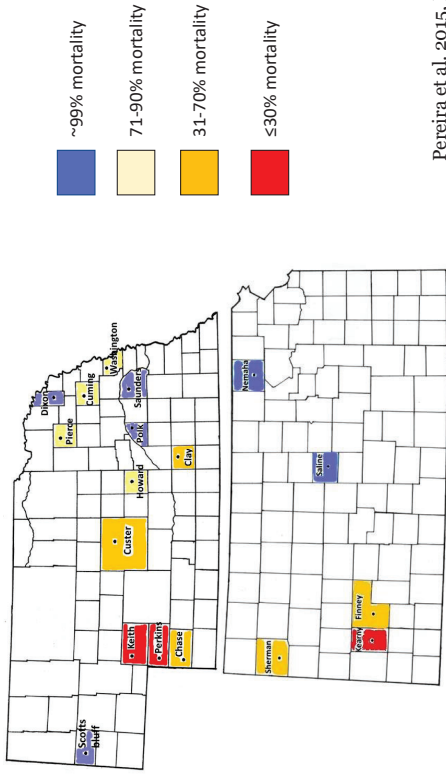 ~99% mortality
71-90% mortality
31-70% mortality
≤30% mortality
Dixon
Pierce
Cuming
Washington
Saunders
Polk
Howard
Clay
Custer
Keith
Perkins
Chase
Scotts
bluff
Nemaha
Saline
Sherman
Finney
Kearny
Pereira et al. 2015,